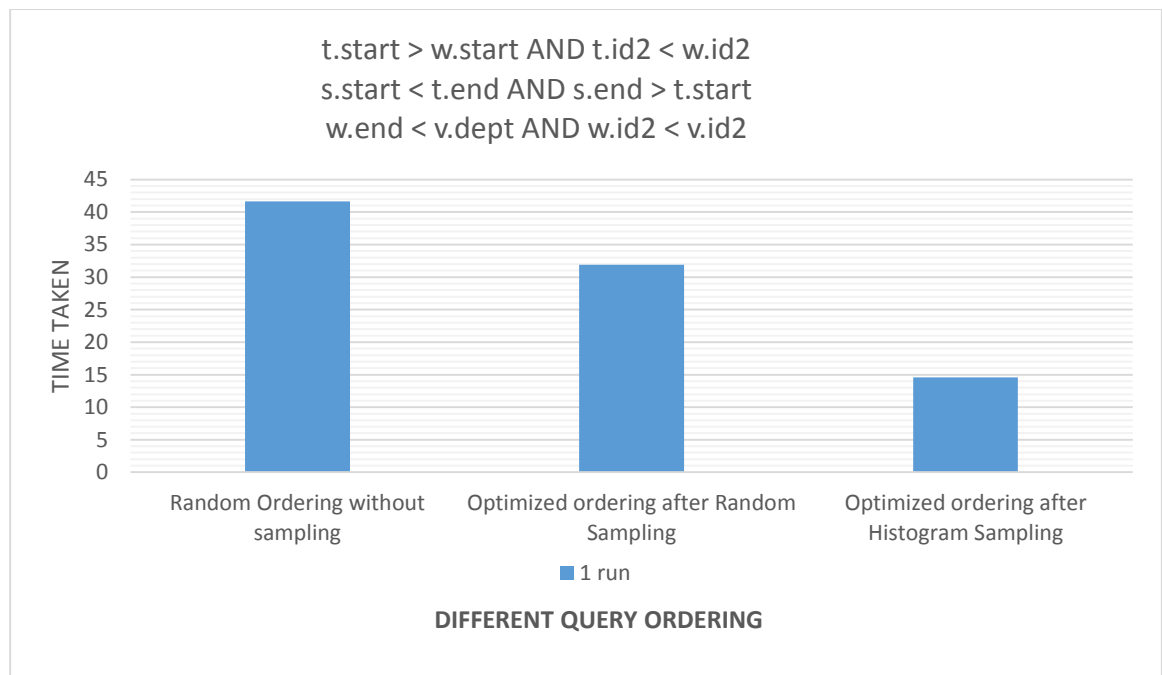 t.start > w.start AND t.id2 < w.id2
s.start < t.end AND s.end > t.start
w.end < v.dept AND w.id2 < v.id2
TIME TAKEN
45
40
35
30
25
20
15
10
5
0
Random Ordering without
sampling
Optimized ordering after Random
Sampling
Optimized ordering after
Histogram Sampling
1 run
DIFFERENT QUERY ORDERING